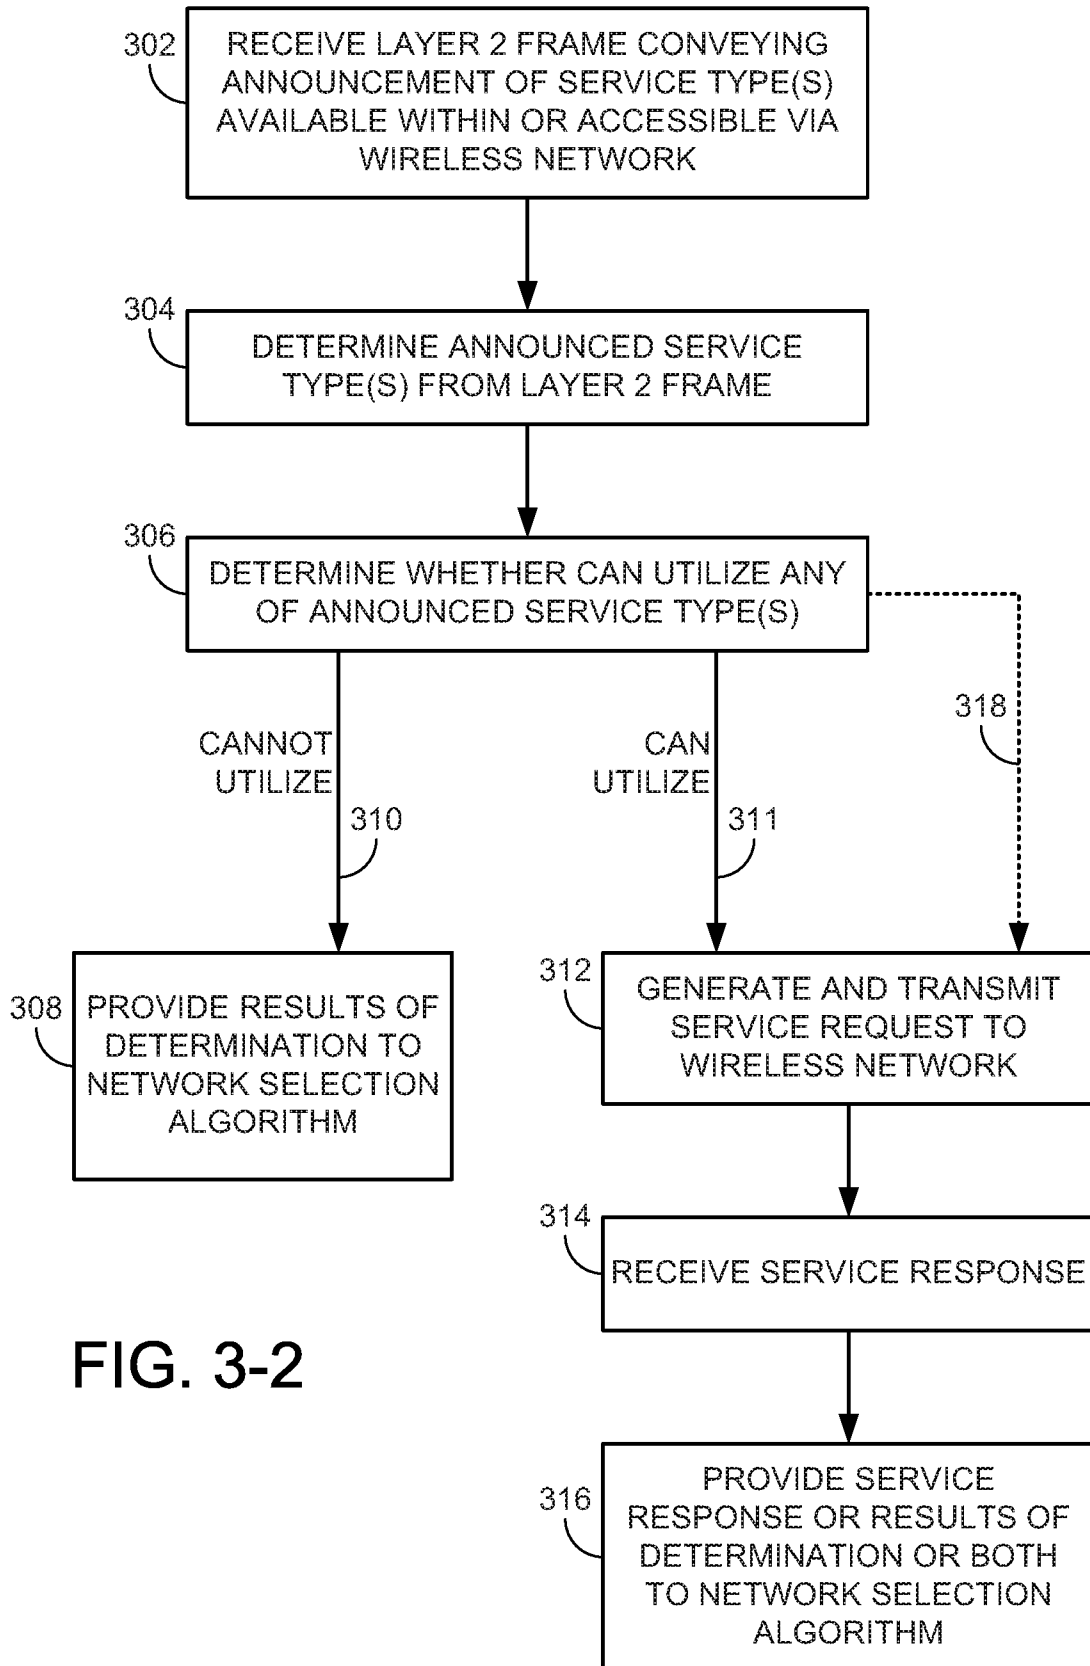 302
RECEIVE LAYER 2 FRAME CONVEYING
ANNOUNCEMENT OF SERVICE TYPE(S)
AVAILABLE WITHIN OR ACCESSIBLE VIA
WIRELESS NETWORK
304
DETERMINE ANNOUNCED SERVICE
TYPE(S) FROM LAYER 2 FRAME
306
DETERMINE WHETHER CAN UTILIZE ANY
OF ANNOUNCED SERVICE TYPE(S)
CANNOT
UTILIZE
310
CAN
UTILIZE
311
318
308
PROVIDE RESULTS OF
DETERMINATION TO
NETWORK SELECTION
ALGORITHM
312
GENERATE AND TRANSMIT
SERVICE REQUEST TO
WIRELESS NETWORK
314
RECEIVE SERVICE RESPONSE
316
PROVIDE SERVICE
RESPONSE OR RESULTS OF
DETERMINATION OR BOTH
TO NETWORK SELECTION
ALGORITHM
FIG. 3-2